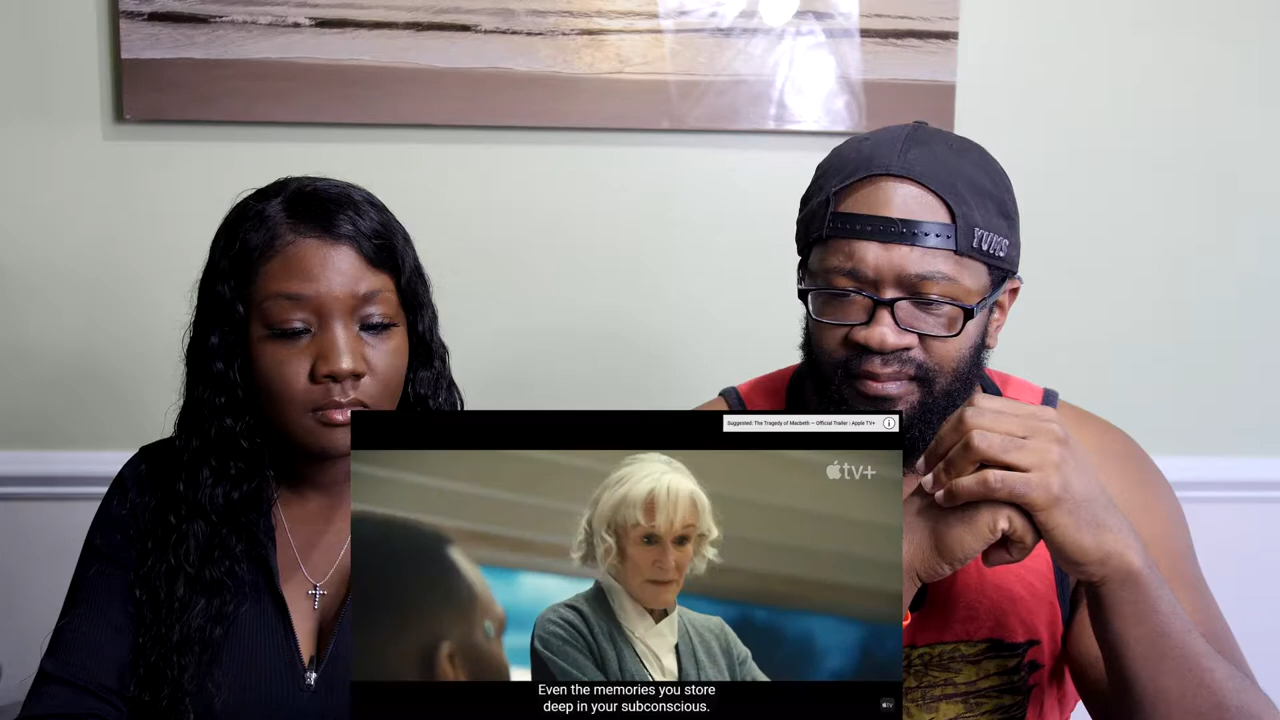 YUMS
Suggested: The Tragedy of Macbeth — Official Trailer | Apple TV+
i
tv+
Even the memories you store
deep in your subconscious.
tv